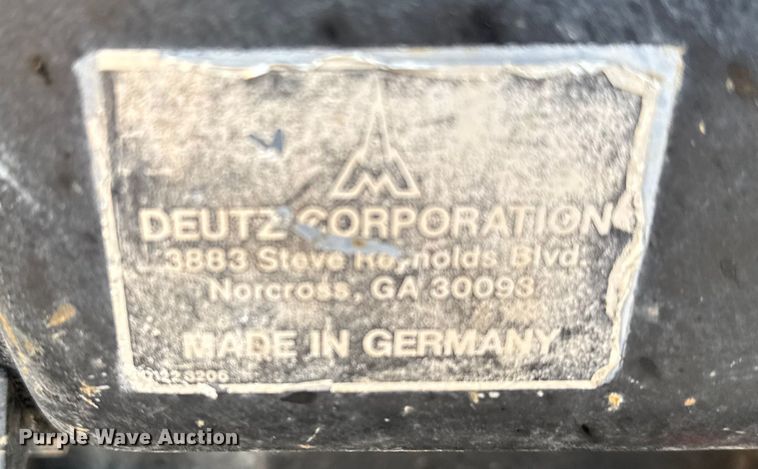 DEUTZ CORPORATION
3883 Steve Reynolds Blvd.
Norcross, GA 30093
MADE IN GERMANY
Purple Wave Auction